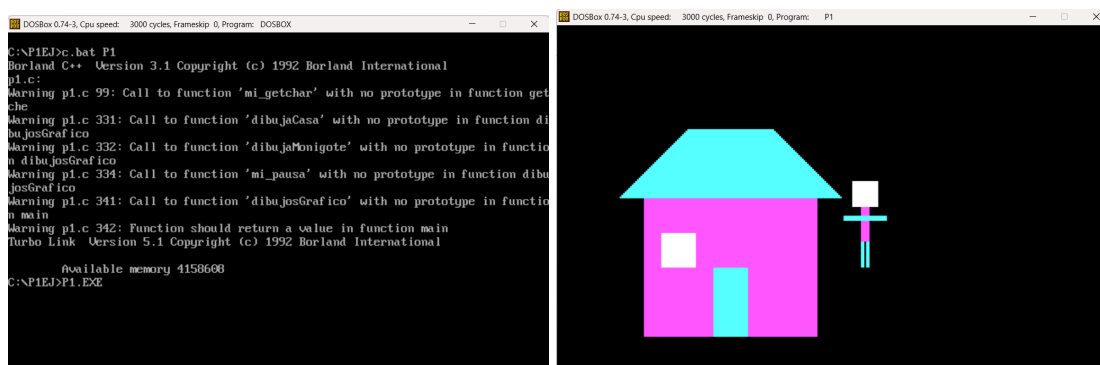 DOSBox 0.74-3, Cpu speed: 3000 cycles, Frameskip 0, Program: DOSBOX
C:\P1EJ>c.bat P1
Borland C++ Version 3.1 Copyright (c) 1992 Borland International
p1.c:
Warning p1.c 99: Call to function 'mi_getchar' with no prototype in function get
che
Warning p1.c 331: Call to function 'dibujaCasa' with no prototype in function di
bujosGrafico
Warning p1.c 332: Call to function 'dibujaMonigote' with no prototype in functio
n dibujosGrafico
Warning p1.c 334: Call to function 'mi_pausa' with no prototype in function dibu
josGrafico
Warning p1.c 341: Call to function 'dibujosGrafico' with no prototype in functio
n main
Warning p1.c 342: Function should return a value in function main
Turbo Link Version 5.1 Copyright (c) 1992 Borland International
Available memory 4158608
C:\P1EJ>P1.EXE
DOSBox 0.74-3, Cpu speed: 3000 cycles, Frameskip 0, Program: P1